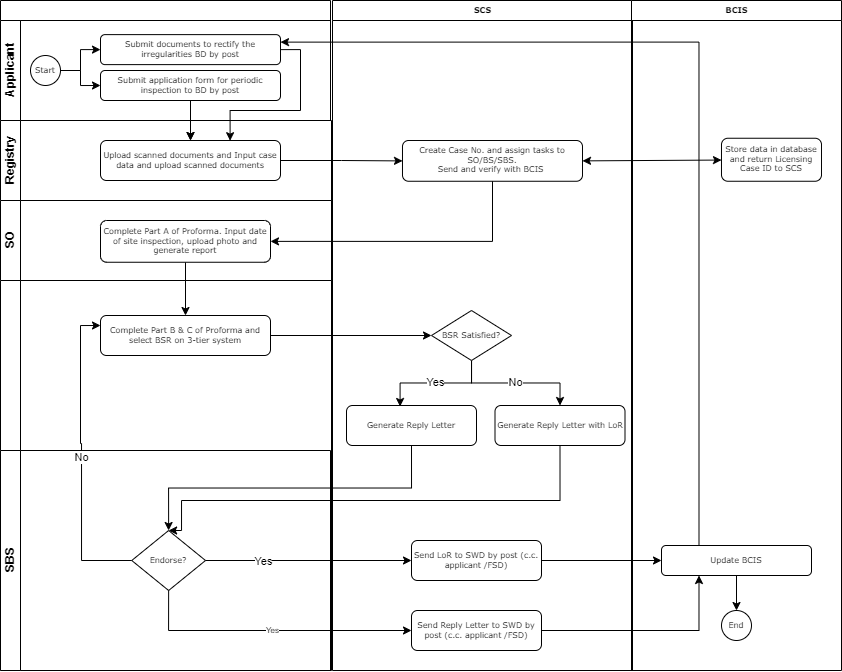 SCS
BCIS
Applicant
Start
Submit documents to rectify the
irregularities BD by post
Submit application form for periodic
inspection to BD by post
Registry
Upload scanned documents and Input case
data and upload scanned documents
Create Case No. and assign tasks to
SO/BS/SBS.
Send and verify with BCIS
Store data in database
and return Licensing
Case ID to SCS
SO
Complete Part A of Proforma. Input date
of site inspection, upload photo and
generate report
Complete Part B & C of Proforma and
select BSR on 3-tier system
BSR Satisfied?
Yes
No
Generate Reply Letter
Generate Reply Letter with LoR
No
SBS
Endorse?
Yes
Send LoR to SWD by post (c.c.
applicant /FSD)
Update BCIS
Yes
Send Reply Letter to SWD by
post (c.c. applicant /FSD)
End